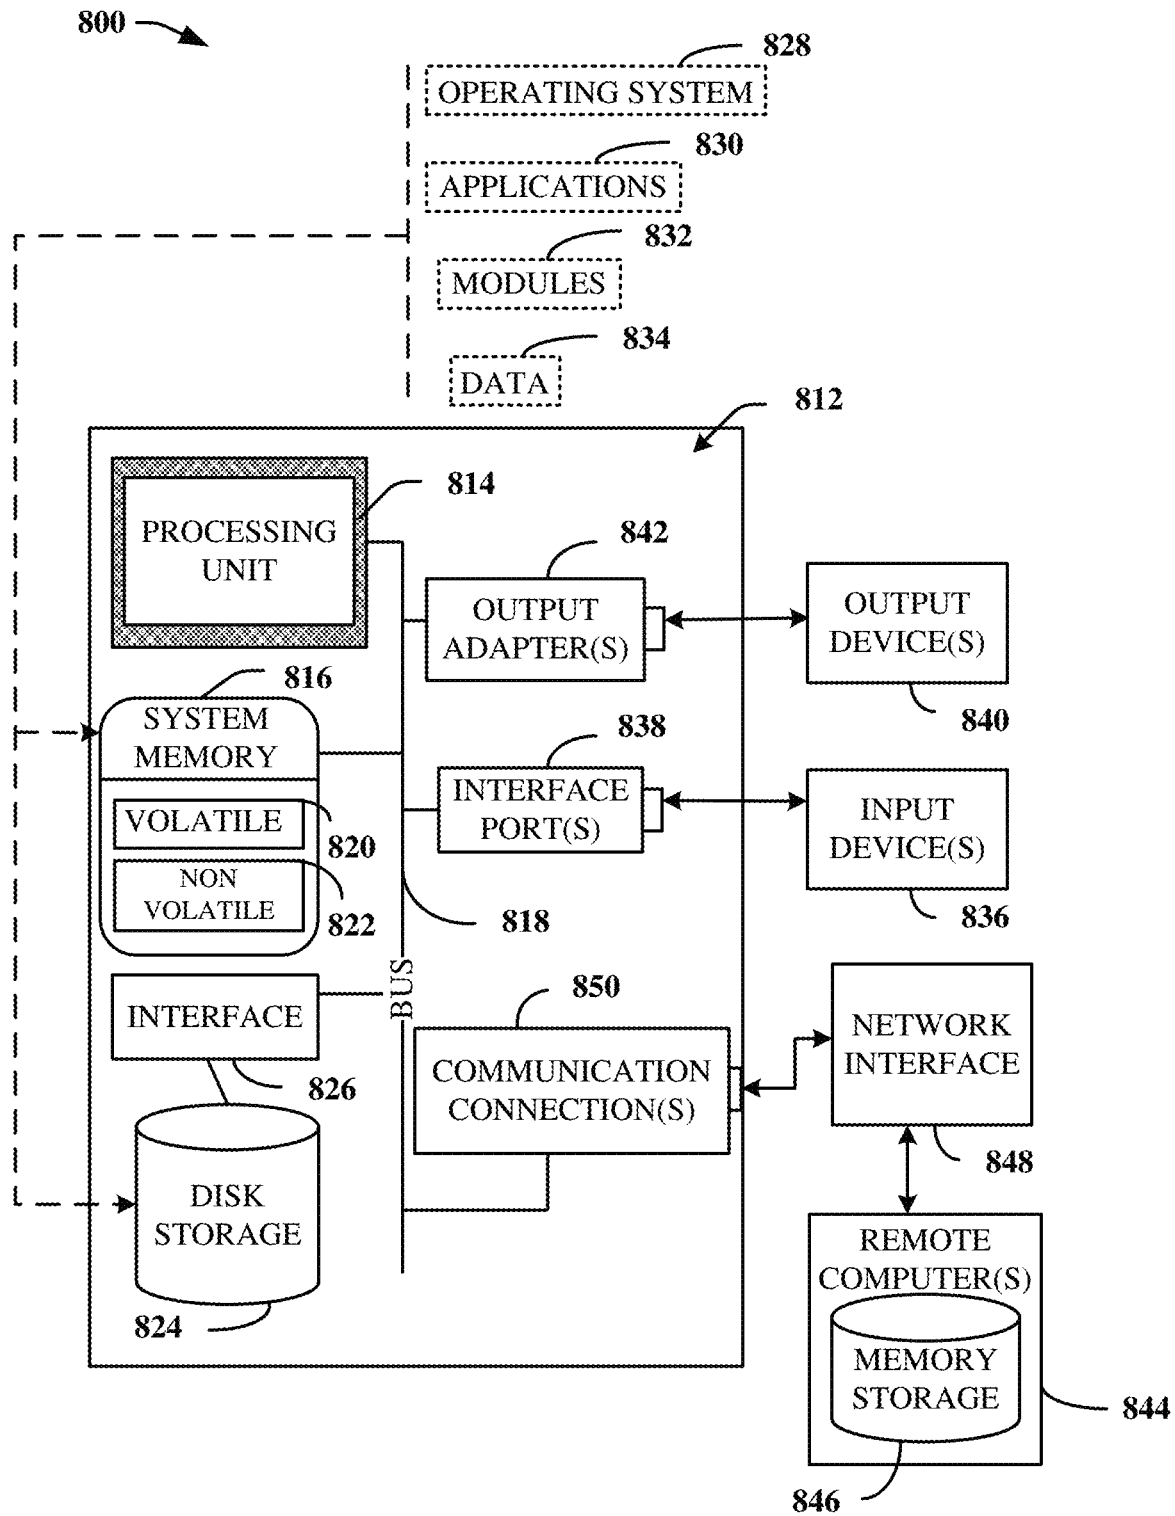 800
828
OPERATING SYSTEM
830
APPLICATIONS
832
MODULES
834
DATA
812
814
PROCESSING
UNIT
842
OUTPUT
ADAPTER(S)
OUTPUT
DEVICE(S)
840
816
SYSTEM
MEMORY
838
INTERFACE
PORT(S)
INPUT
DEVICE(S)
836
VOLATILE
820
NON
VOLATILE
822
818
BUS
INTERFACE
826
850
COMMUNICATION
CONNECTION(S)
NETWORK
INTERFACE
848
DISK
STORAGE
824
REMOTE
COMPUTER(S)
MEMORY
STORAGE
844
846